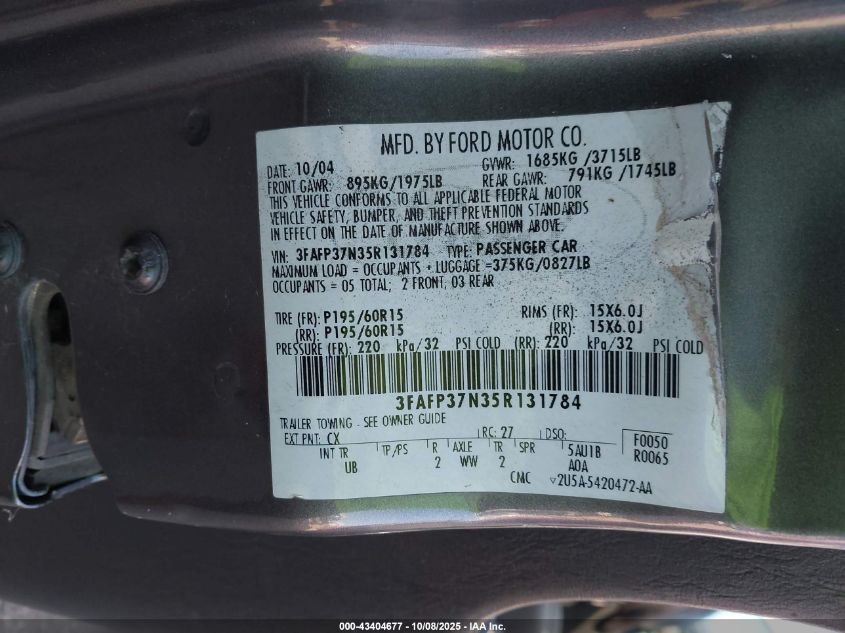 MFD. BY FORD MOTOR CO.
DATE: 10/04 GVWR: 1685KG /3715LB
FRONT GAWR: 895KG/1975LB REAR GAWR: 791KG /1745LB
THIS VEHICLE CONFORMS TO ALL APPLICABLE FEDERAL MOTOR
VEHICLE SAFETY, BUMPER, AND THEFT PREVENTION STANDARDS
IN EFFECT ON THE DATE OF MANUFACTURE SHOWN ABOVE.
VIN: 3FAFP37N35R131784 TYPE: PASSENGER CAR
MAXIMUM LOAD = OCCUPANTS + LUGGAGE =375KG/0827LB
OCCUPANTS = 05 TOTAL; 2 FRONT, 03 REAR
TIRE (FR): P195/60R15 RIMS (FR): 15X6.0J
(RR): P195/60R15 (RR): 15X6.0J
PRESSURE (FR): 220 kPa/32 PSI COLD (RR): 220 kPa/32 PSI COLD
3FAFP37N35R131784
TRAILER TOWING - SEE OWNER GUIDE
EXT PNT: CX RC: 27 DSO: F0050
INT TR TP/PS R AXLE TR SPR 5AU1B R0065
UB 2 WW 2 A0A
CMC ▽2U5A-5420472-AA
000-43404677 - 10/08/2025 - IAA, Inc.